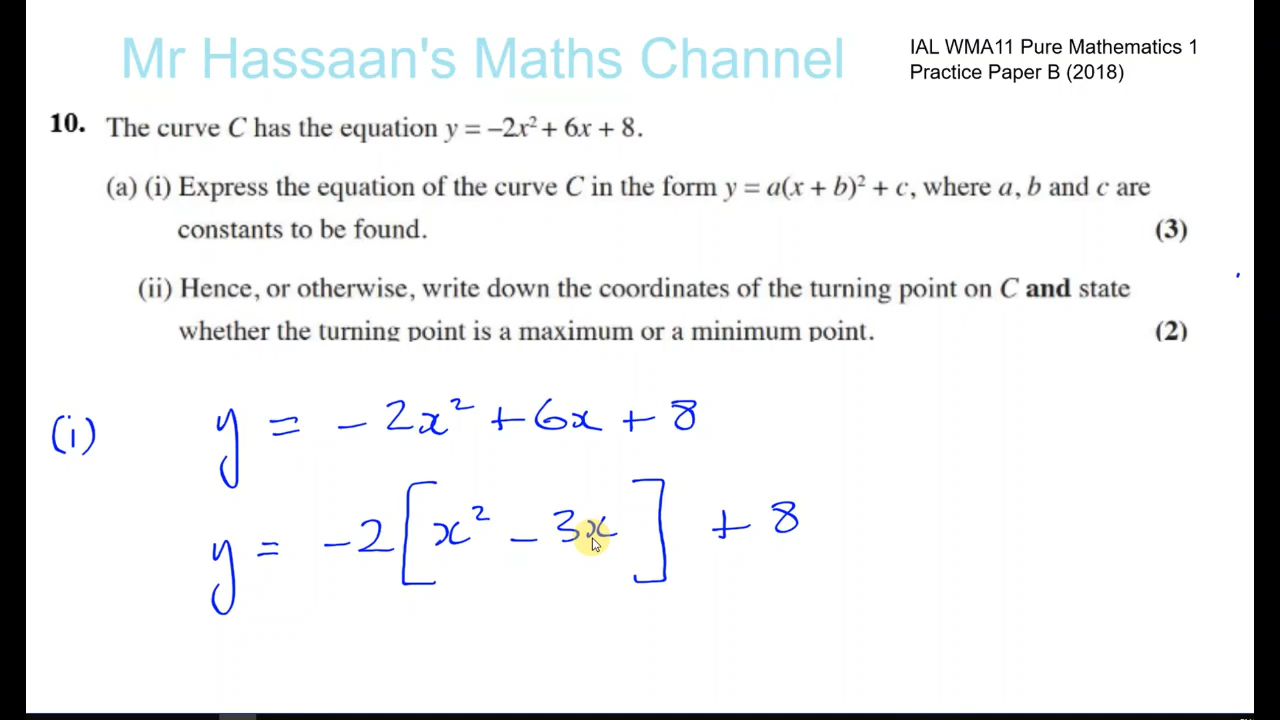 Mr Hassaan's Maths Channel
IAL WMA11 Pure Mathematics 1
Practice Paper B (2018)
10. The curve C has the equation y = –2x² + 6x + 8.
(a) (i) Express the equation of the curve C in the form y = a(x + b)² + c, where a, b and c are
constants to be found. (3)
(ii) Hence, or otherwise, write down the coordinates of the turning point on C and state
whether the turning point is a maximum or a minimum point. (2)
(i) y = - 2x² + 6x + 8
y = -2[x² - 3x] + 8